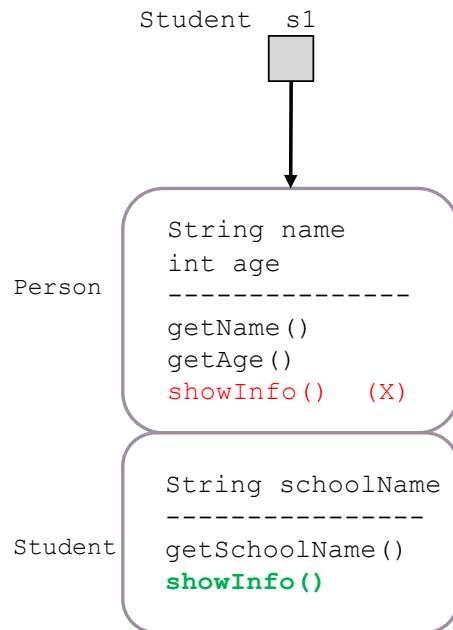 Student s1
Person
String name
int age
---------------
getName()
getAge()
showInfo() (X)
Student
String schoolName
----------------
getSchoolName()
showInfo()